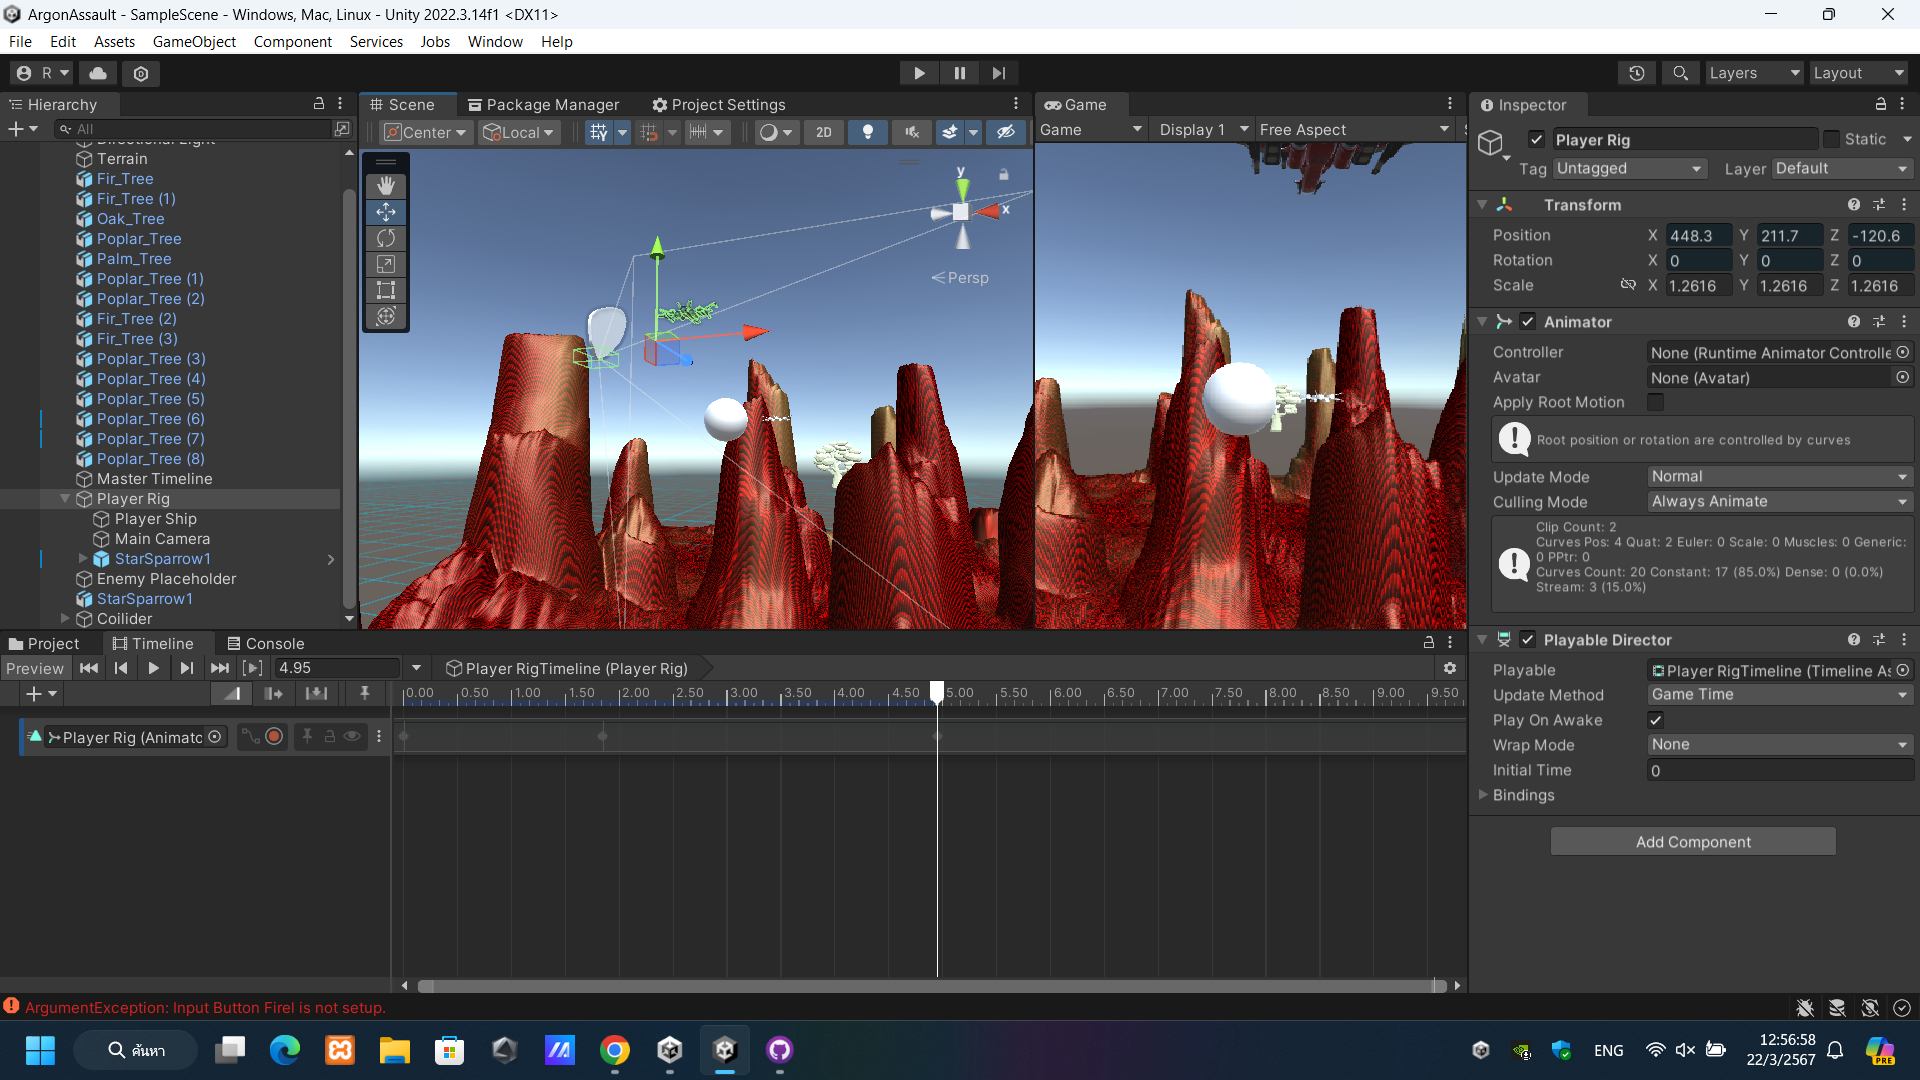 ArgonAssault - SampleScene - Windows, Mac, Linux - Unity 2022.3.14f1 <DX11>
File Edit Assets GameObject Component Services Jobs Window Help
R
Layers
Layout
Hierarchy
All
Directional Light
Terrain
Fir_Tree
Fir_Tree (1)
Oak_Tree
Poplar_Tree
Palm_Tree
Poplar_Tree (1)
Poplar_Tree (2)
Fir_Tree (2)
Fir_Tree (3)
Poplar_Tree (3)
Poplar_Tree (4)
Poplar_Tree (5)
Poplar_Tree (6)
Poplar_Tree (7)
Poplar_Tree (8)
Master Timeline
Player Rig
Player Ship
Main Camera
StarSparrow1
Enemy Placeholder
StarSparrow1
Collider
Scene Package Manager Project Settings
Center Local 2D
y
x
Persp
Game
Game Display 1 Free Aspect
Inspector
Player Rig Static
Tag Untagged Layer Default
Transform
Position X 448.3 Y 211.7 Z -120.6
Rotation X 0 Y 0 Z 0
Scale X 1.2616 Y 1.2616 Z 1.2616
Animator
Controller None (Runtime Animator Controlle
Avatar None (Avatar)
Apply Root Motion
Root position or rotation are controlled by curves
Update Mode Normal
Culling Mode Always Animate
Clip Count: 2
Curves Pos: 4 Quat: 2 Euler: 0 Scale: 0 Muscles: 0 Generic:
0 PPtr: 0
Curves Count: 20 Constant: 17 (85.0%) Dense: 0 (0.0%)
Stream: 3 (15.0%)
Playable Director
Playable Player RigTimeline (Timeline As
Update Method Game Time
Play On Awake
Wrap Mode None
Initial Time 0
Bindings
Add Component
Project Timeline Console
Preview 4.95 Player RigTimeline (Player Rig)
0.00 0.50 1.00 1.50 2.00 2.50 3.00 3.50 4.00 4.50 5.00 5.50 6.00 6.50 7.00 7.50 8.00 8.50 9.00 9.50
Player Rig (Animatc
ArgumentException: Input Button Firel is not setup.
ค้นหา
ENG
12:56:58
22/3/2567
PRE